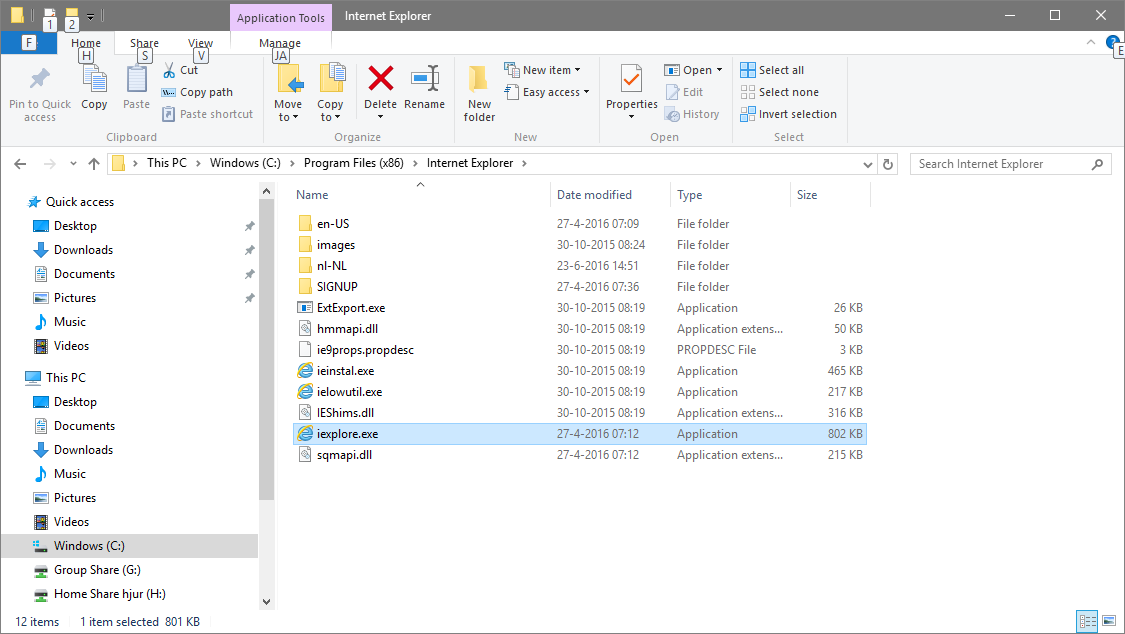 1 2 Application Tools Internet Explorer
F Home Share View Manage ? E
H S V JA
Pin to Quick access
Copy
Paste
Cut
Copy path
Paste shortcut
Clipboard
Move to
Copy to
Delete
Rename
Organize
New folder
New item
Easy access
New
Properties
Open
Edit
History
Open
Select all
Select none
Invert selection
Select
This PC Windows (C:) Program Files (x86) Internet Explorer
Search Internet Explorer
Quick access
Desktop
Downloads
Documents
Pictures
Music
Videos
This PC
Desktop
Documents
Downloads
Music
Pictures
Videos
Windows (C:)
Group Share (G:)
Home Share hjur (H:)
Name Date modified Type Size
en-US 27-4-2016 07:09 File folder
images 30-10-2015 08:24 File folder
nl-NL 23-6-2016 14:51 File folder
SIGNUP 27-4-2016 07:36 File folder
ExtExport.exe 30-10-2015 08:19 Application 26 KB
hmmapi.dll 30-10-2015 08:19 Application extens... 50 KB
ie9props.propdesc 30-10-2015 08:19 PROPDESC File 3 KB
ieinstal.exe 30-10-2015 08:19 Application 465 KB
ielowutil.exe 30-10-2015 08:19 Application 217 KB
IEShims.dll 30-10-2015 08:19 Application extens... 316 KB
iexplore.exe 27-4-2016 07:12 Application 802 KB
sqmapi.dll 27-4-2016 07:12 Application extens... 215 KB
12 items 1 item selected 801 KB